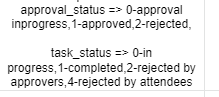 approval_status => 0-approval
inprogress,1-approved,2-rejected,
task_status => 0-in
progress,1-completed,2-rejected by
approvers,4-rejected by attendees